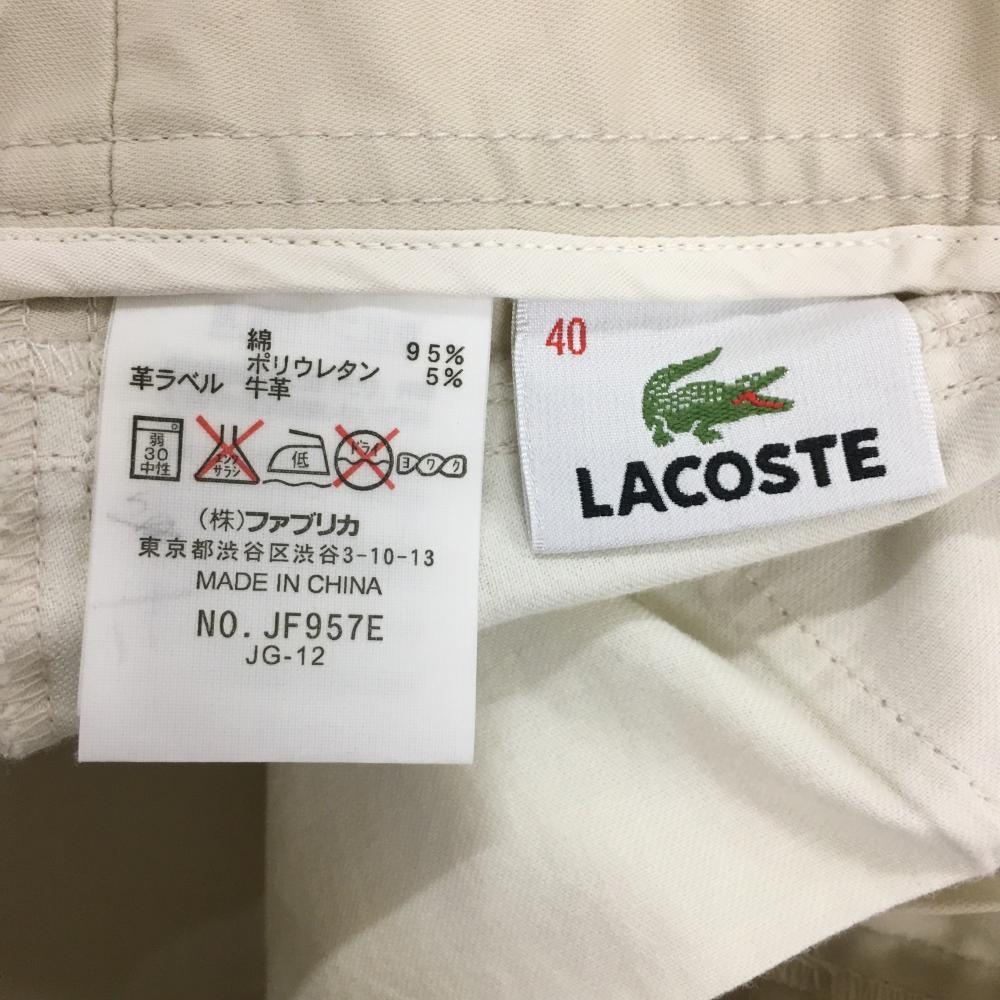 綿 95%
ポリウレタン 5%
革ラベル 牛革
弱
30
中性
エンソ
サラシ
低
ドライ
ヨワク
(株)ファブリカ
東京都渋谷区渋谷3-10-13
MADE IN CHINA
NO. JF957E
JG-12
40
LACOSTE